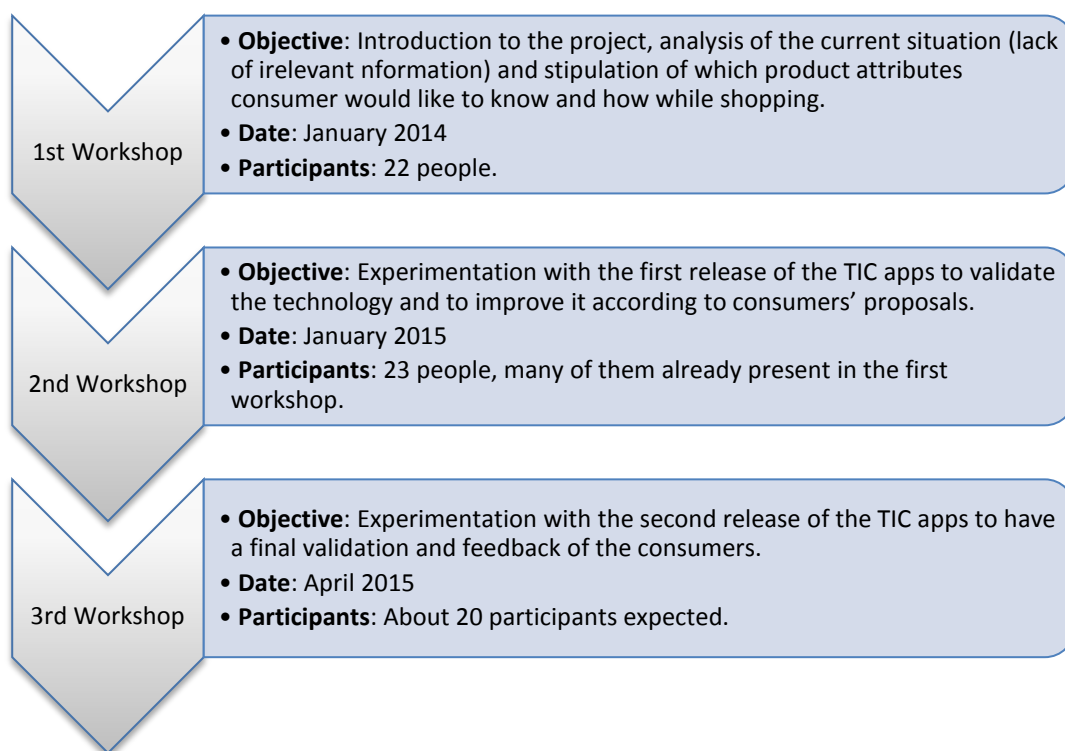 1st Workshop
• Objective: Introduction to the project, analysis of the current situation (lack
of irelevant nformation) and stipulation of which product attributes
consumer would like to know and how while shopping.
• Date: January 2014
• Participants: 22 people.
2nd Workshop
• Objective: Experimentation with the first release of the TIC apps to validate
the technology and to improve it according to consumers’ proposals.
• Date: January 2015
• Participants: 23 people, many of them already present in the first
workshop.
3rd Workshop
• Objective: Experimentation with the second release of the TIC apps to have
a final validation and feedback of the consumers.
• Date: April 2015
• Participants: About 20 participants expected.